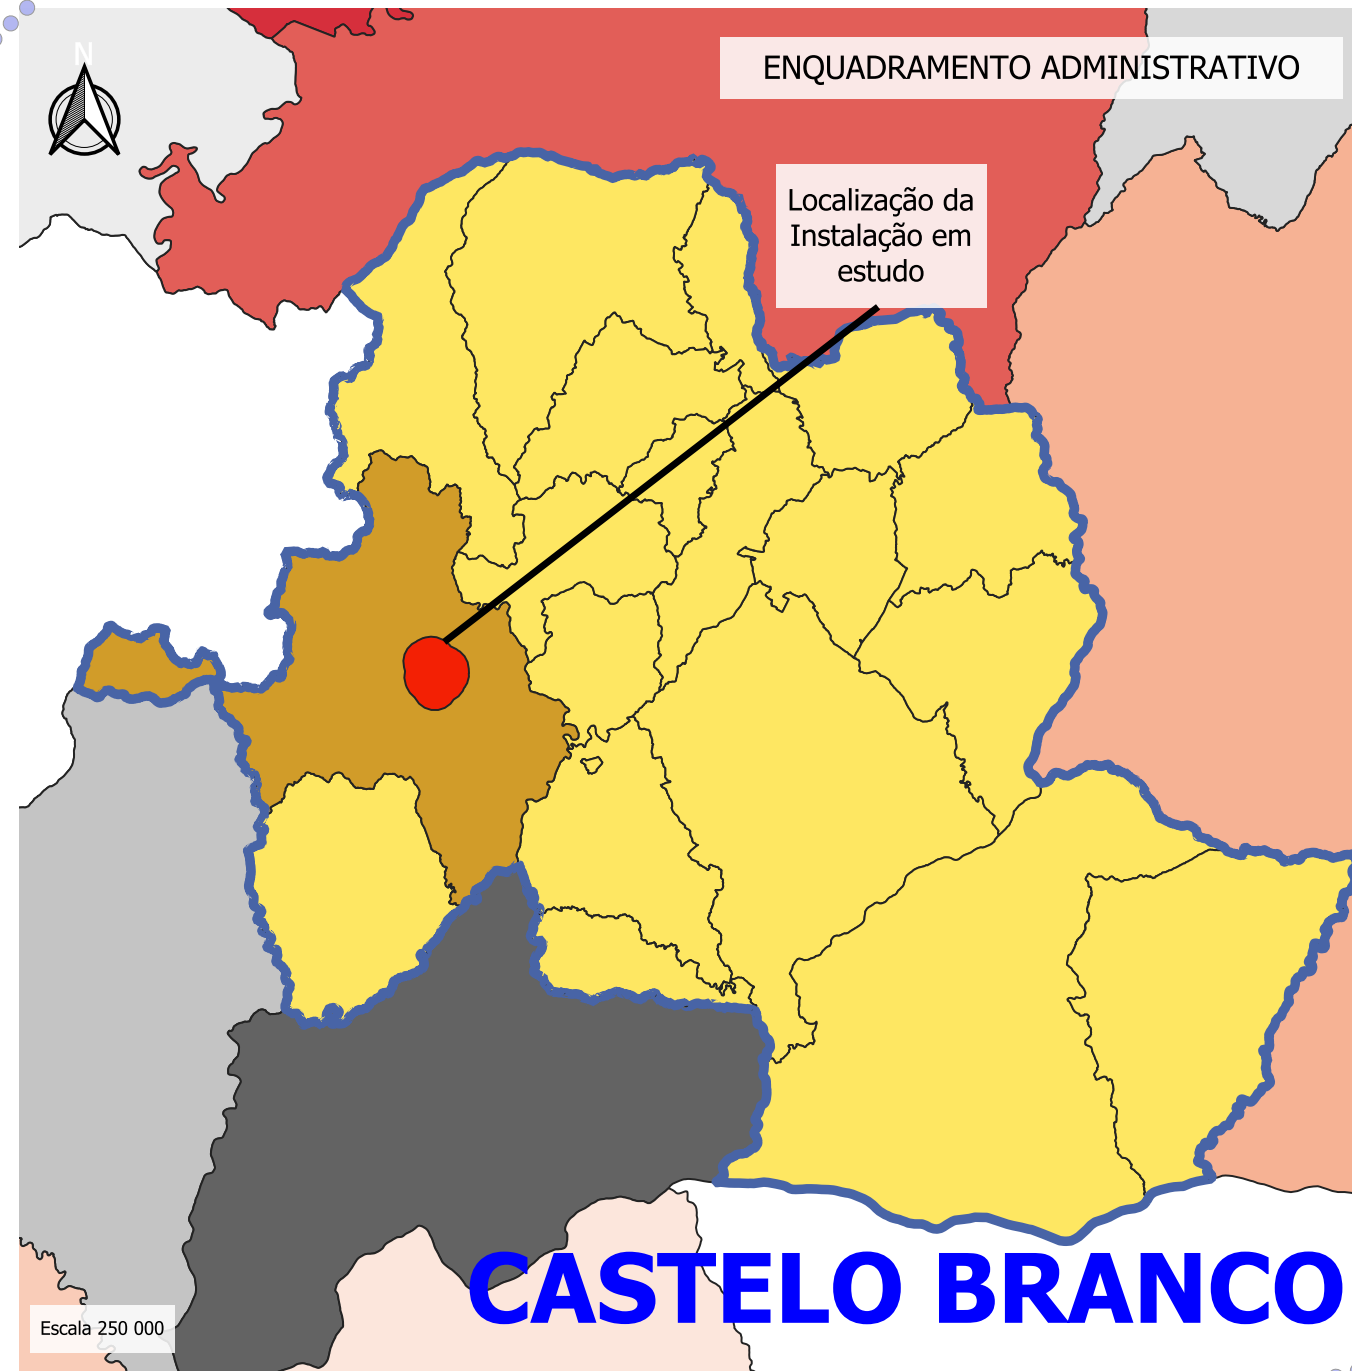 N
ENQUADRAMENTO ADMINISTRATIVO
Localização da
Instalação em
estudo
CASTELO BRANCO
Escala 250 000